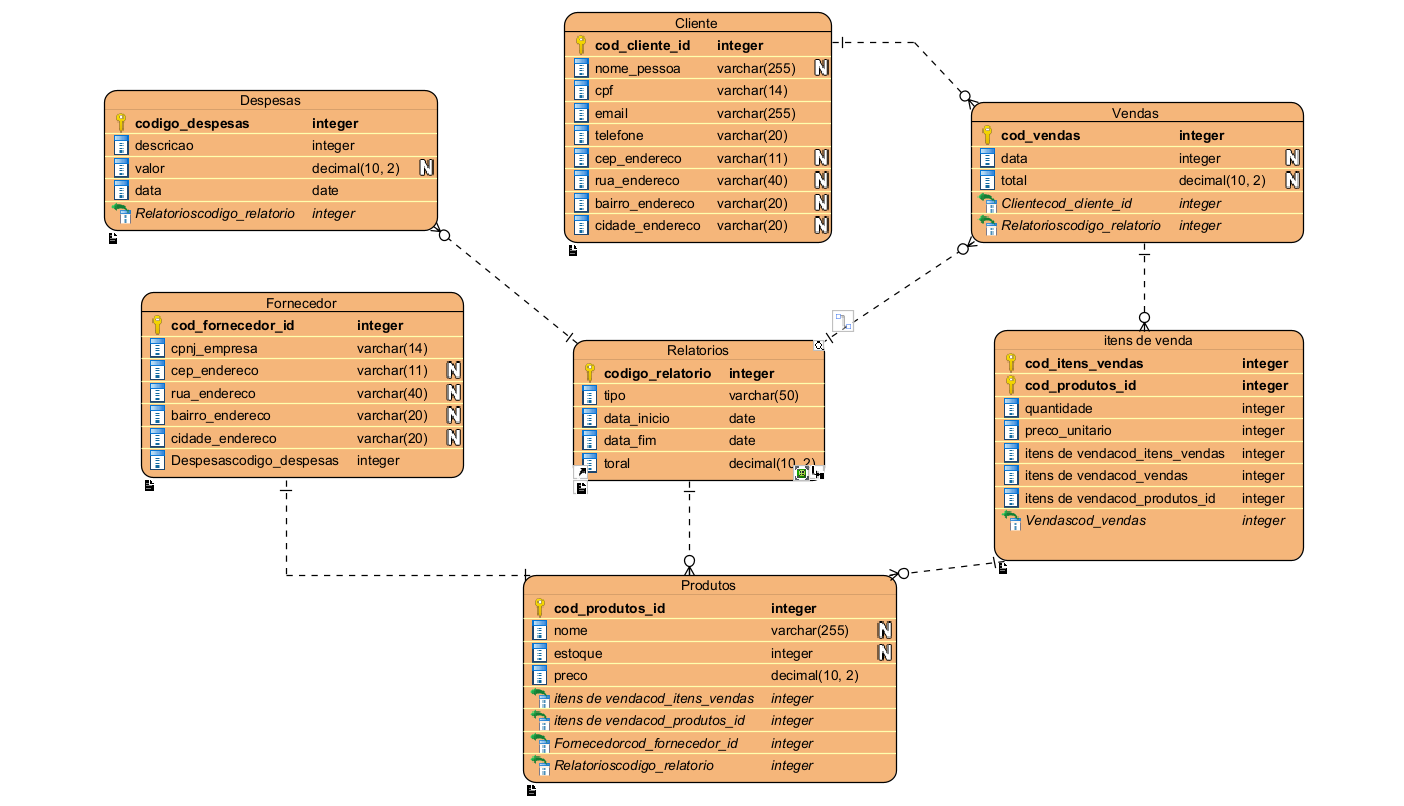 Cliente
cod_cliente_id integer
nome_pessoa varchar(255) N
cpf varchar(14)
email varchar(255)
telefone varchar(20)
cep_endereco varchar(11) N
rua_endereco varchar(40) N
bairro_endereco varchar(20) N
cidade_endereco varchar(20) N
Despesas
codigo_despesas integer
descricao integer
valor decimal(10, 2) N
data date
Relatorioscodigo_relatorio integer
Vendas
cod_vendas integer
data integer N
total decimal(10, 2) N
Clientecod_cliente_id integer
Relatorioscodigo_relatorio integer
Fornecedor
cod_fornecedor_id integer
cpnj_empresa varchar(14)
cep_endereco varchar(11) N
rua_endereco varchar(40) N
bairro_endereco varchar(20) N
cidade_endereco varchar(20) N
Despesascodigo_despesas integer
Relatorios
codigo_relatorio integer
tipo varchar(50)
data_inicio date
data_fim date
toral decimal(10, 2)
itens de venda
cod_itens_vendas integer
cod_produtos_id integer
quantidade integer
preco_unitario integer
itens de vendacod_itens_vendas integer
itens de vendacod_vendas integer
itens de vendacod_produtos_id integer
Vendascod_vendas integer
Produtos
cod_produtos_id integer
nome varchar(255) N
estoque integer N
preco decimal(10, 2)
itens de vendacod_itens_vendas integer
itens de vendacod_produtos_id integer
Fornecedorcod_fornecedor_id integer
Relatorioscodigo_relatorio integer